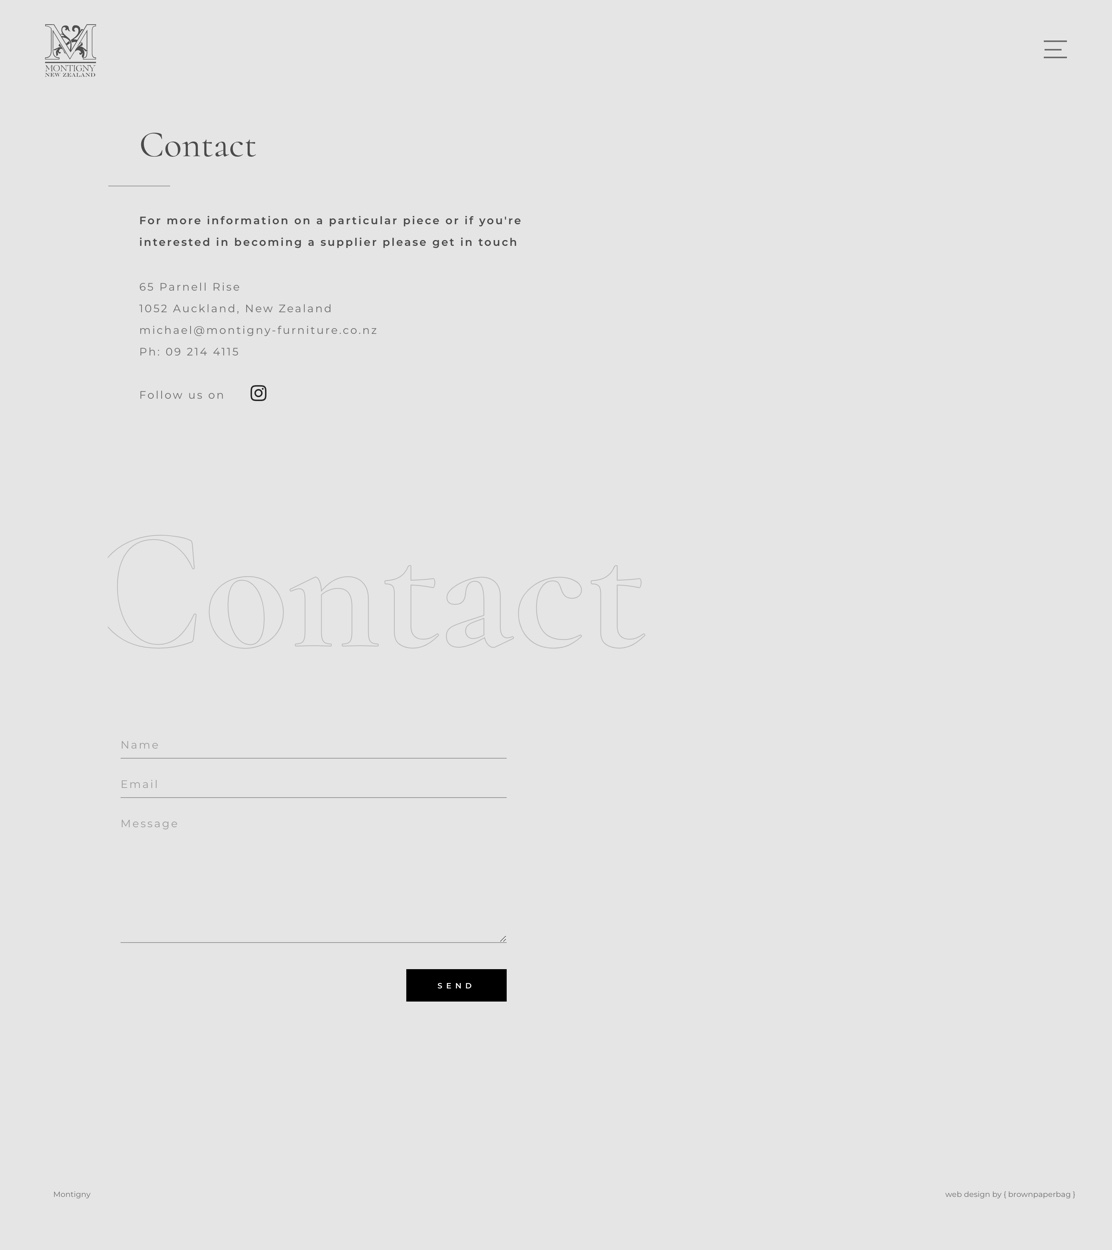 MONTIGNY
NEW ZEALAND
Contact
For more information on a particular piece or if you're
interested in becoming a supplier please get in touch
65 Parnell Rise
1052 Auckland, New Zealand
michael@montigny-furniture.co.nz
Ph: 09 214 4115
Follow us on
Contact
Name
Email
Message
SEND
Montigny
web design by { brownpaperbag }